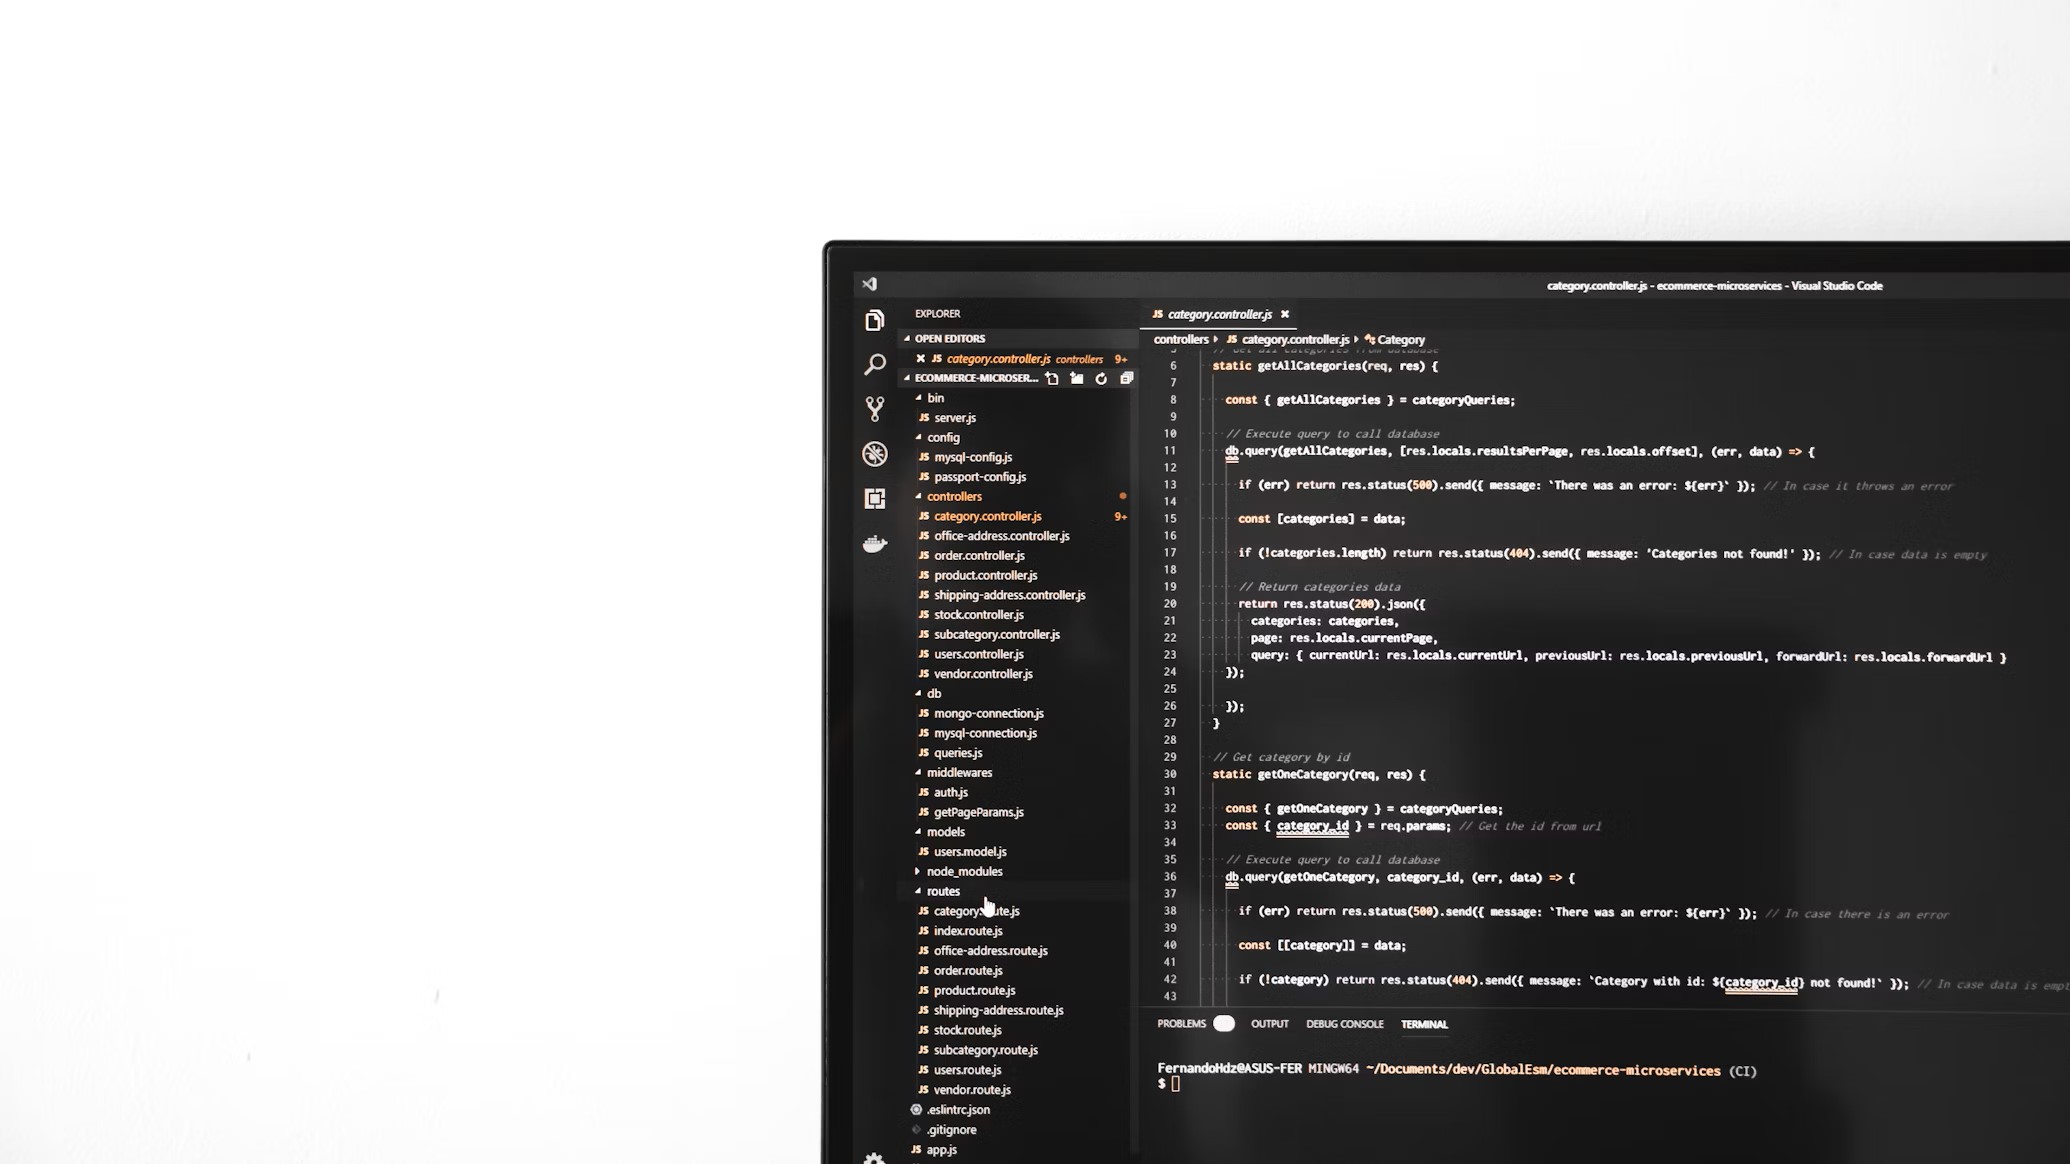 category.controller.js - ecommerce-microservices - Visual Studio Code
EXPLORER
OPEN EDITORS
JS category.controller.js controllers 9+
ECOMMERCE-MICROSER...
bin
JS server.js
config
JS mysql-config.js
JS passport-config.js
controllers
JS category.controller.js 9+
JS office-address.controller.js
JS order.controller.js
JS product.controller.js
JS shipping-address.controller.js
JS stock.controller.js
JS subcategory.controller.js
JS users.controller.js
JS vendor.controller.js
db
JS mongo-connection.js
JS mysql-connection.js
JS queries.js
middlewares
JS auth.js
JS getPageParams.js
models
JS users.model.js
node_modules
routes
JS category. ute.js
JS index.route.js
JS office-address.route.js
JS order.route.js
JS product.route.js
JS shipping-address.route.js
JS stock.route.js
JS subcategory.route.js
JS users.route.js
JS vendor.route.js
.eslintrc.json
.gitignore
JS app.js
JS category.controller.js
controllers JS category.controller.js Category
5 // Get all categories from database
6 static getAllCategories(req, res) {
7
8 const { getAllCategories } = categoryQueries;
9
10 // Execute query to call database
11 db.query(getAllCategories, [res.locals.resultsPerPage, res.locals.offset], (err, data) => {
12
13 if (err) return res.status(500).send({ message: `There was an error: ${err}` }); // In case it throws an error
14
15 const [categories] = data;
16
17 if (!categories.length) return res.status(404).send({ message: 'Categories not found!' }); // In case data is empty
18
19 // Return categories data
20 return res.status(200).json({
21 categories: categories,
22 page: res.locals.currentPage,
23 query: { currentUrl: res.locals.currentUrl, previousUrl: res.locals.previousUrl, forwardUrl: res.locals.forwardUrl }
24 });
25
26 });
27 }
28
29 // Get category by id
30 static getOneCategory(req, res) {
31
32 const { getOneCategory } = categoryQueries;
33 const { category_id } = req.params; // Get the id from url
34
35 // Execute query to call database
36 db.query(getOneCategory, category_id, (err, data) => {
37
38 if (err) return res.status(500).send({ message: `There was an error: ${err}` }); // In case there is an error
39
40 const [[category]] = data;
41
42 if (!category) return res.status(404).send({ message: `Category with id: ${category_id} not found!` }); // In case data is empt
43
PROBLEMS OUTPUT DEBUG CONSOLE TERMINAL
FernandoHdz@ASUS-FER MINGW64 ~/Documents/dev/GlobalEsm/ecommerce-microservices (CI)
$